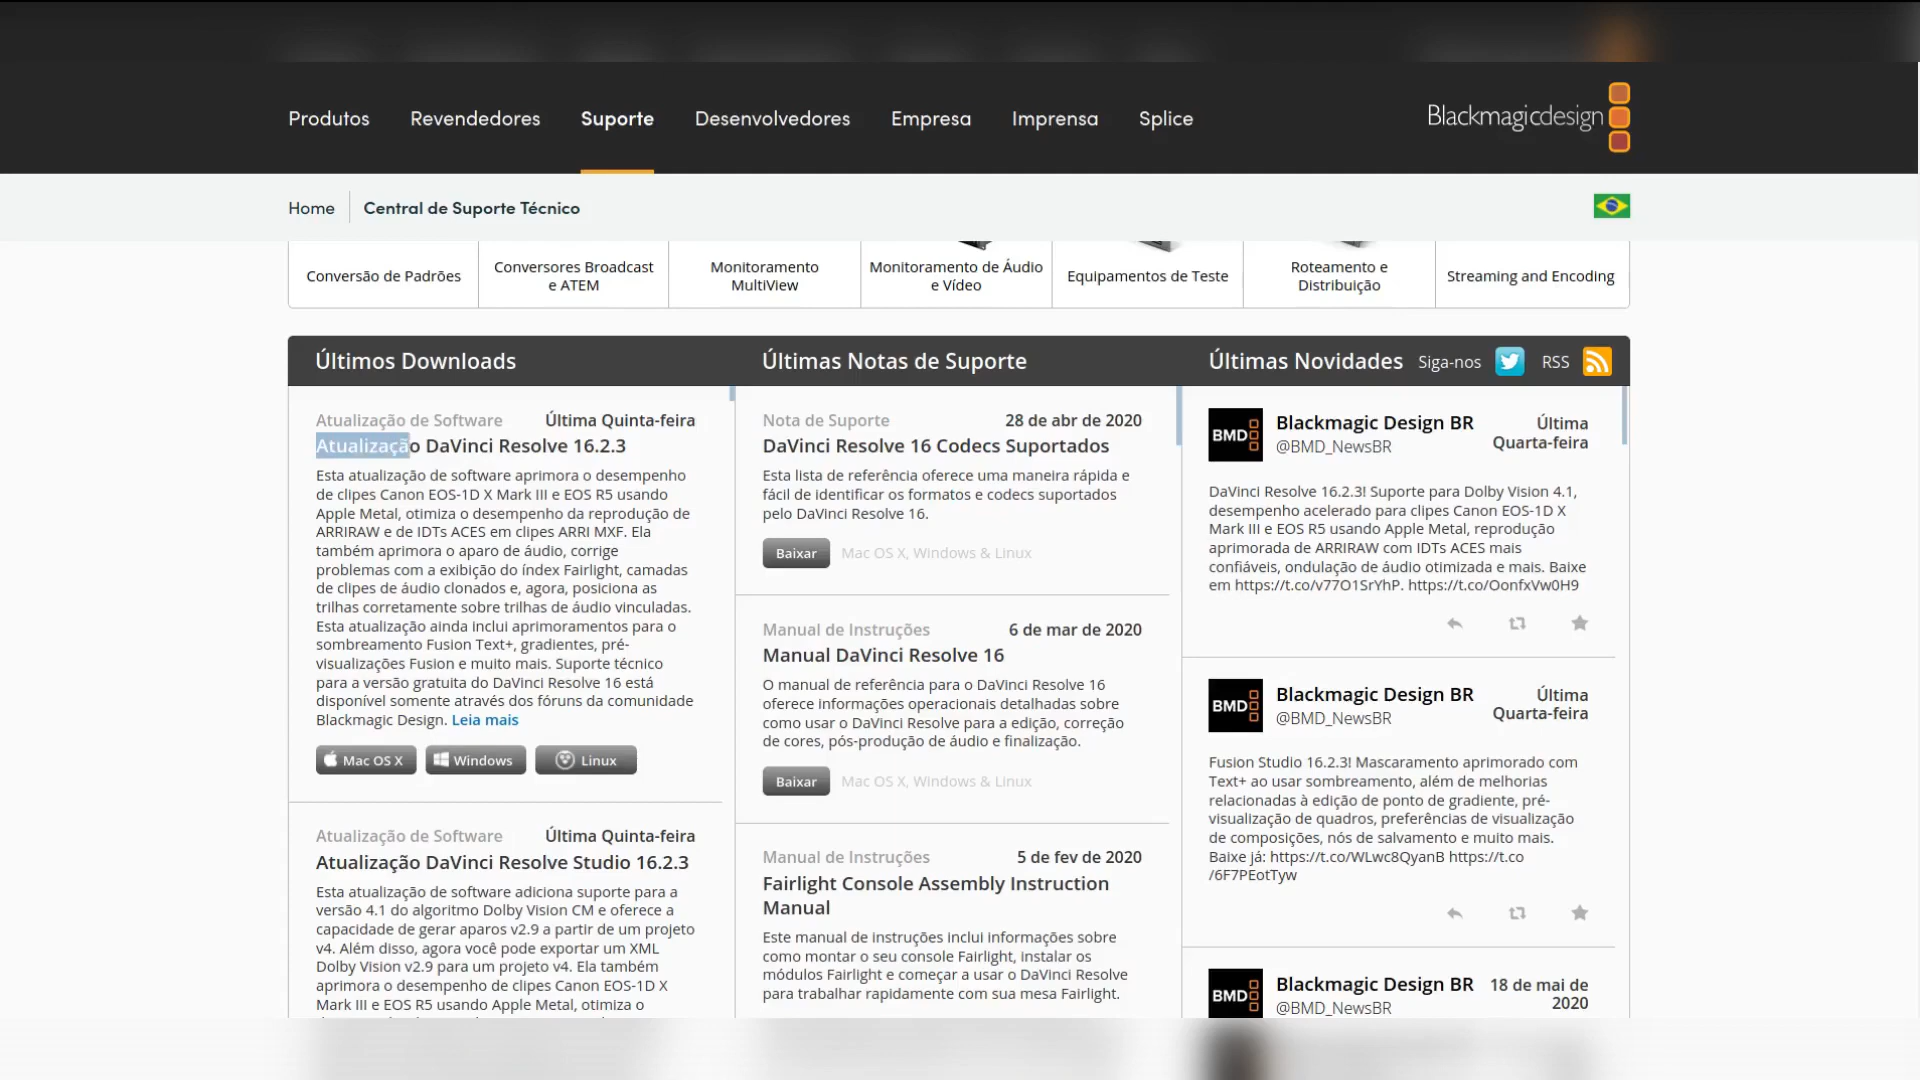 Produtos Revendedores Suporte Desenvolvedores Empresa Imprensa Splice
Blackmagicdesign
Home Central de Suporte Técnico
Conversão de Padrões
Conversores Broadcast
e ATEM
Monitoramento
MultiView
Monitoramento de Áudio
e Vídeo
Equipamentos de Teste
Roteamento e
Distribuição
Streaming and Encoding
Últimos Downloads
Atualização de Software Última Quinta-feira
Atualização DaVinci Resolve 16.2.3
Esta atualização de software aprimora o desempenho
de clipes Canon EOS-1D X Mark III e EOS R5 usando
Apple Metal, otimiza o desempenho da reprodução de
ARRIRAW e de IDTs ACES em clipes ARRI MXF. Ela
também aprimora o aparo de áudio, corrige
problemas com a exibição do índex Fairlight, camadas
de clipes de áudio clonados e, agora, posiciona as
trilhas corretamente sobre trilhas de áudio vinculadas.
Esta atualização ainda inclui aprimoramentos para o
sombreamento Fusion Text+, gradientes, pré-
visualizações Fusion e muito mais. Suporte técnico
para a versão gratuita do DaVinci Resolve 16 está
disponível somente através dos fóruns da comunidade
Blackmagic Design. Leia mais
Mac OS X Windows Linux
Atualização de Software Última Quinta-feira
Atualização DaVinci Resolve Studio 16.2.3
Esta atualização de software adiciona suporte para a
versão 4.1 do algoritmo Dolby Vision CM e oferece a
capacidade de gerar aparos v2.9 a partir de um projeto
v4. Além disso, agora você pode exportar um XML
Dolby Vision v2.9 para um projeto v4. Ela também
aprimora o desempenho de clipes Canon EOS-1D X
Mark III e EOS R5 usando Apple Metal, otimiza o
Últimas Notas de Suporte
Nota de Suporte 28 de abr de 2020
DaVinci Resolve 16 Codecs Suportados
Esta lista de referência oferece uma maneira rápida e
fácil de identificar os formatos e codecs suportados
pelo DaVinci Resolve 16.
Baixar Mac OS X, Windows & Linux
Manual de Instruções 6 de mar de 2020
Manual DaVinci Resolve 16
O manual de referência para o DaVinci Resolve 16
oferece informações operacionais detalhadas sobre
como usar o DaVinci Resolve para a edição, correção
de cores, pós-produção de áudio e finalização.
Baixar Mac OS X, Windows & Linux
Manual de Instruções 5 de fev de 2020
Fairlight Console Assembly Instruction
Manual
Este manual de instruções inclui informações sobre
como montar o seu console Fairlight, instalar os
módulos Fairlight e começar a usar o DaVinci Resolve
para trabalhar rapidamente com sua mesa Fairlight.
Últimas Novidades Siga-nos RSS
BMD
Blackmagic Design BR Última
@BMD_NewsBR Quarta-feira
DaVinci Resolve 16.2.3! Suporte para Dolby Vision 4.1,
desempenho acelerado para clipes Canon EOS-1D X
Mark III e EOS R5 usando Apple Metal, reprodução
aprimorada de ARRIRAW com IDTs ACES mais
confiáveis, ondulação de áudio otimizada e mais. Baixe
em https://t.co/v77O1SrYhP. https://t.co/OonfxVw0H9
BMD
Blackmagic Design BR Última
@BMD_NewsBR Quarta-feira
Fusion Studio 16.2.3! Mascaramento aprimorado com
Text+ ao usar sombreamento, além de melhorias
relacionadas à edição de ponto de gradiente, pré-
visualização de quadros, preferências de visualização
de composições, nós de salvamento e muito mais.
Baixe já: https://t.co/WLwc8QyanB https://t.co
/6F7PEotTyw
BMD
Blackmagic Design BR 18 de mai de
@BMD_NewsBR 2020